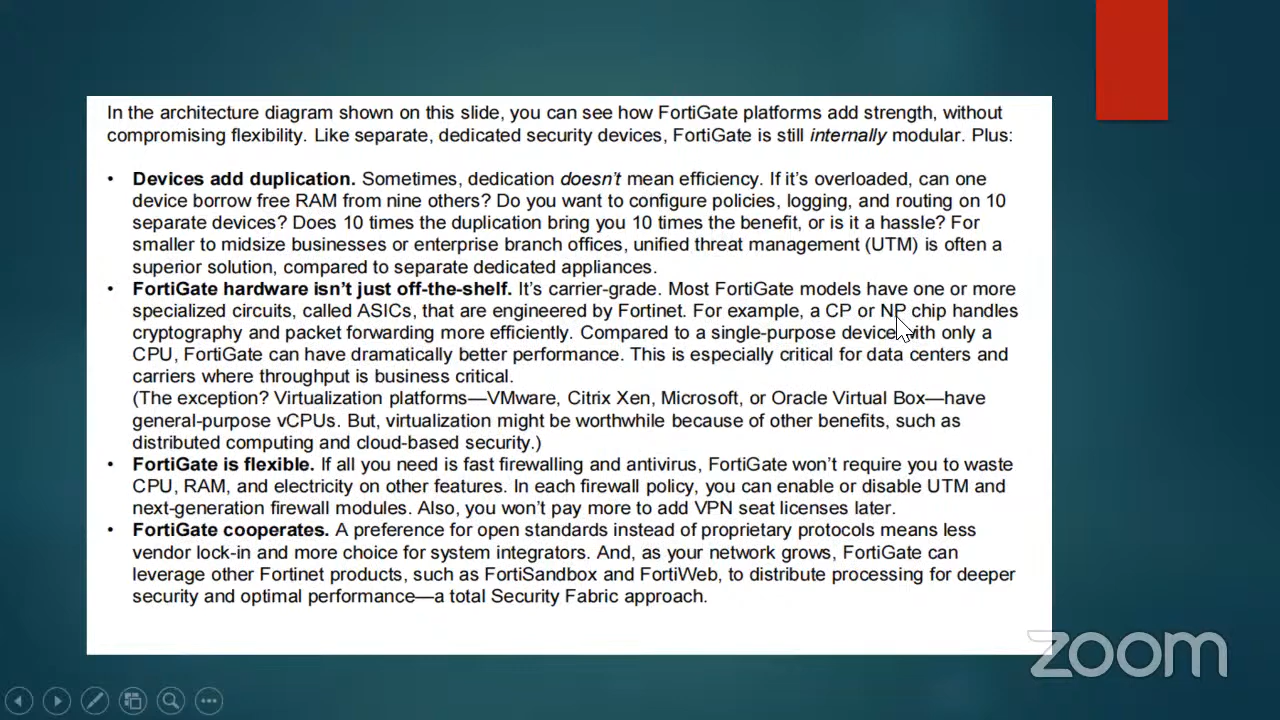 In the architecture diagram shown on this slide, you can see how FortiGate platforms add strength, without
compromising flexibility. Like separate, dedicated security devices, FortiGate is still internally modular. Plus:
• Devices add duplication. Sometimes, dedication doesn't mean efficiency. If it's overloaded, can one
device borrow free RAM from nine others? Do you want to configure policies, logging, and routing on 10
separate devices? Does 10 times the duplication bring you 10 times the benefit, or is it a hassle? For
smaller to midsize businesses or enterprise branch offices, unified threat management (UTM) is often a
superior solution, compared to separate dedicated appliances.
• FortiGate hardware isn't just off-the-shelf. It's carrier-grade. Most FortiGate models have one or more
specialized circuits, called ASICs, that are engineered by Fortinet. For example, a CP or NP chip handles
cryptography and packet forwarding more efficiently. Compared to a single-purpose device with only a
CPU, FortiGate can have dramatically better performance. This is especially critical for data centers and
carriers where throughput is business critical.
(The exception? Virtualization platforms—VMware, Citrix Xen, Microsoft, or Oracle Virtual Box—have
general-purpose vCPUs. But, virtualization might be worthwhile because of other benefits, such as
distributed computing and cloud-based security.)
• FortiGate is flexible. If all you need is fast firewalling and antivirus, FortiGate won't require you to waste
CPU, RAM, and electricity on other features. In each firewall policy, you can enable or disable UTM and
next-generation firewall modules. Also, you won't pay more to add VPN seat licenses later.
• FortiGate cooperates. A preference for open standards instead of proprietary protocols means less
vendor lock-in and more choice for system integrators. And, as your network grows, FortiGate can
leverage other Fortinet products, such as FortiSandbox and FortiWeb, to distribute processing for deeper
security and optimal performance—a total Security Fabric approach.
zoom